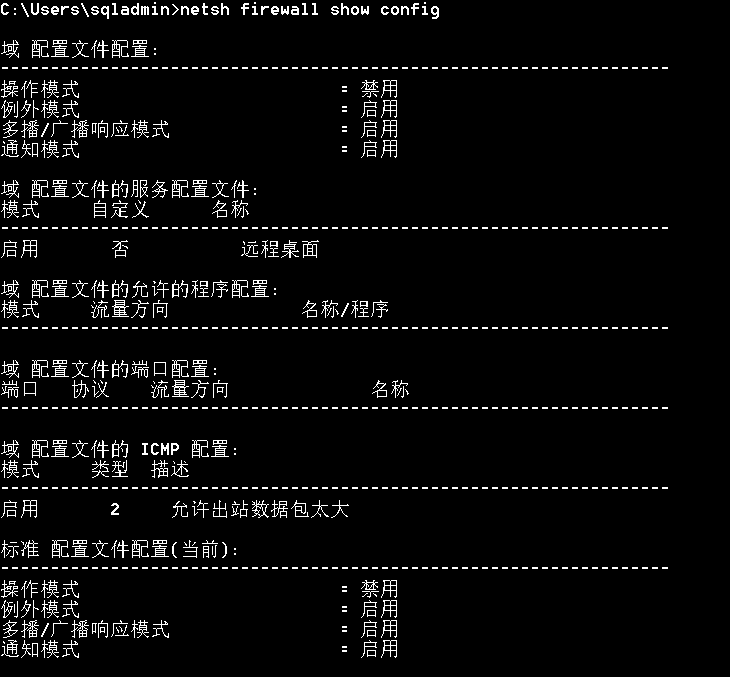 C:\Users\sqladmin>netsh firewall show config
域 配置文件配置:
-------------------------------------------------------------------
操作模式 = 禁用
例外模式 = 启用
多播/广播响应模式 = 启用
通知模式 = 启用
域 配置文件的服务配置文件:
模式 自定义 名称
-------------------------------------------------------------------
启用 否 远程桌面
域 配置文件的允许的程序配置:
模式 流量方向 名称/程序
-------------------------------------------------------------------
域 配置文件的端口配置:
端口 协议 流量方向 名称
-------------------------------------------------------------------
域 配置文件的 ICMP 配置:
模式 类型 描述
-------------------------------------------------------------------
启用 2 允许出站数据包太大
标准 配置文件配置(当前):
-------------------------------------------------------------------
操作模式 = 禁用
例外模式 = 启用
多播/广播响应模式 = 启用
通知模式 = 启用